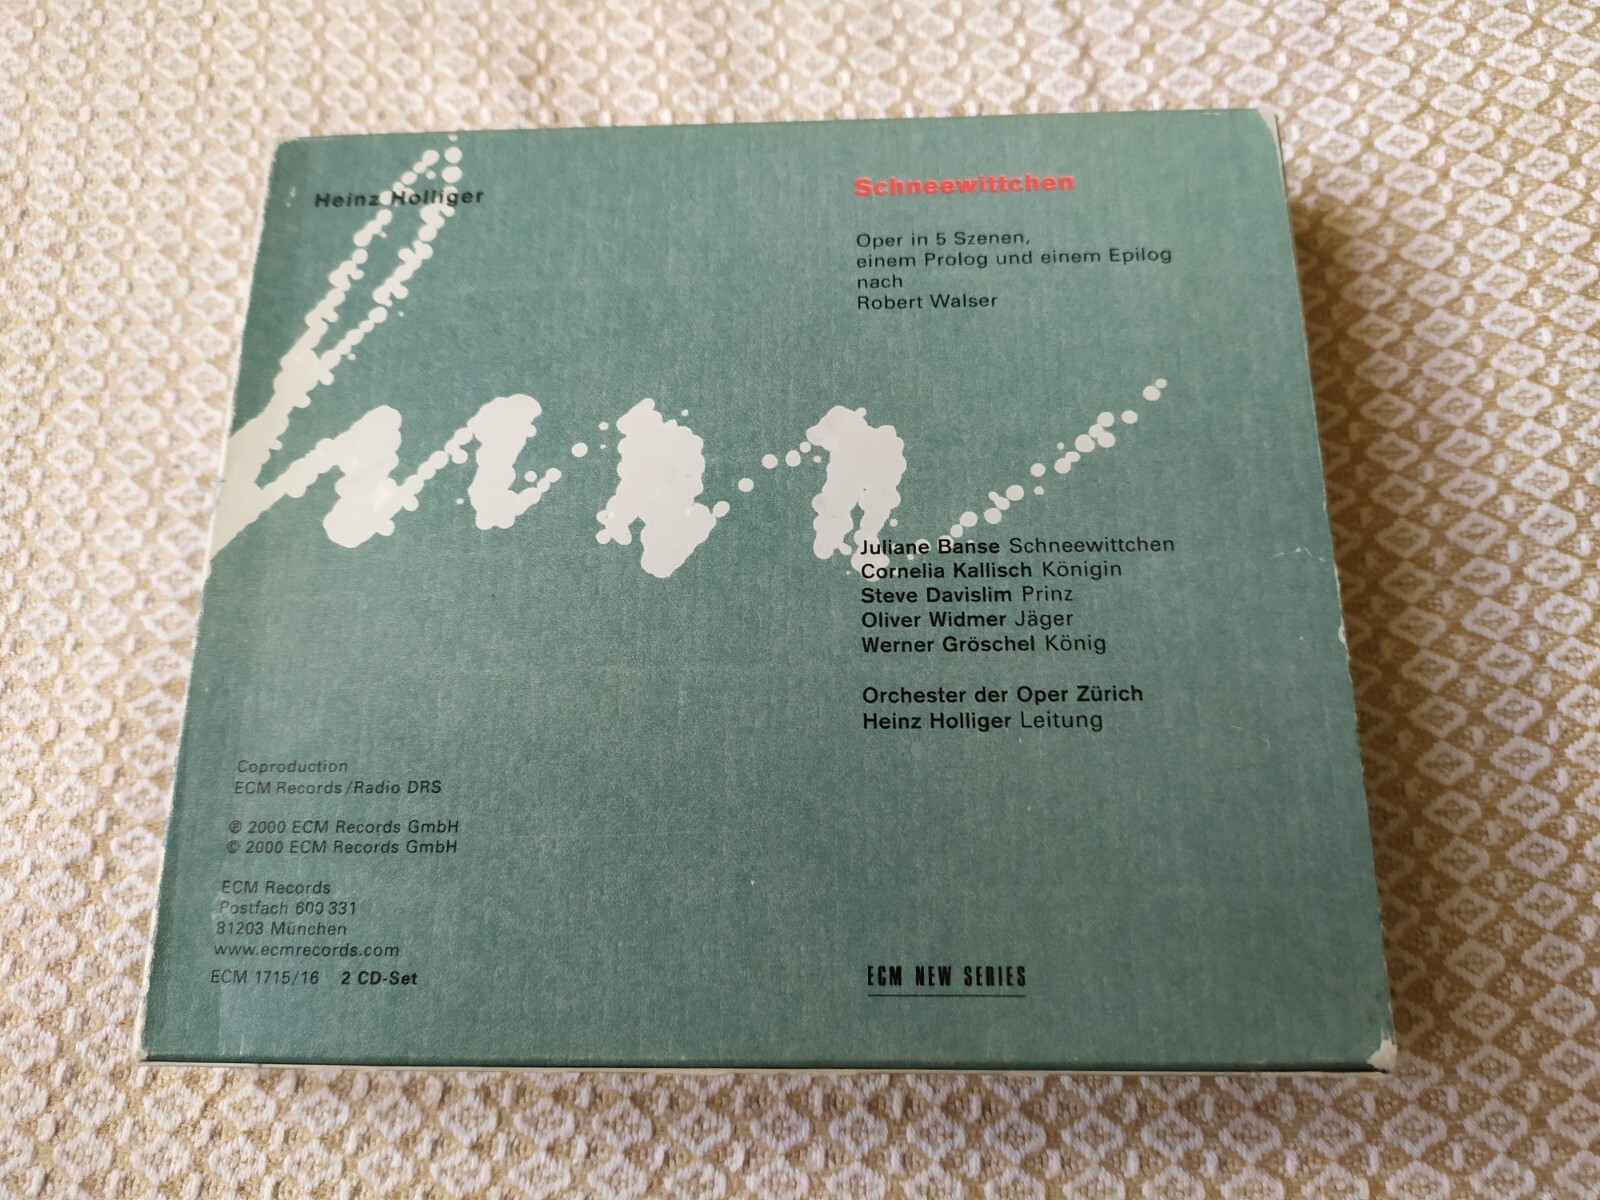 Heinz Holliger
Schneewittchen
Oper in 5 Szenen,
einem Prolog und einem Epilog
nach
Robert Walser
Juliane Banse Schneewittchen
Cornelia Kallisch Königin
Steve Davislim Prinz
Oliver Widmer Jäger
Werner Gröschel König
Orchester der Oper Zürich
Heinz Holliger Leitung
Coproduction
ECM Records/Radio DRS
℗ 2000 ECM Records GmbH
© 2000 ECM Records GmbH
ECM Records
Postfach 600 331
81203 München
www.ecmrecords.com
ECM 1715/16 2 CD-Set
ECM NEW SERIES